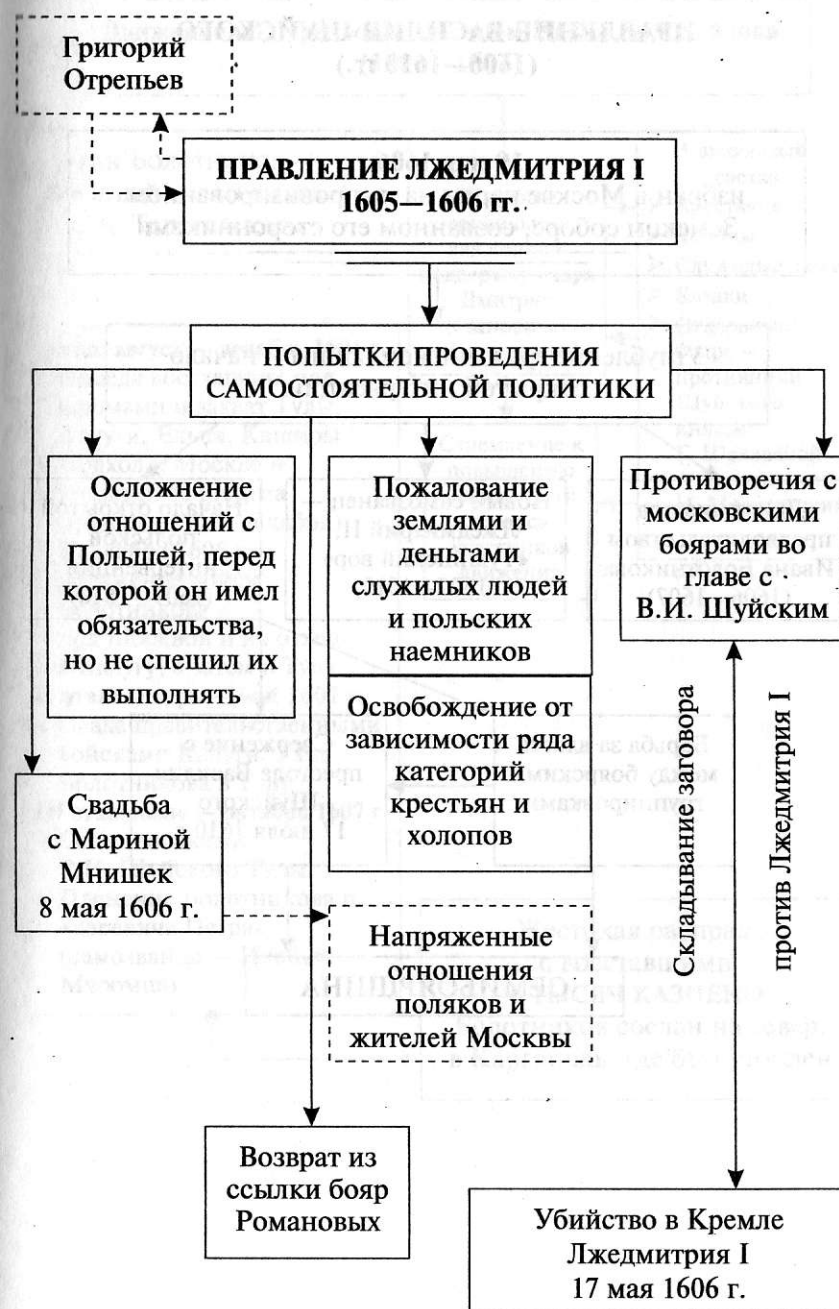 Григорий
Отрепьев
ПРАВЛЕНИЕ ЛЖЕДМИТРИЯ I
1605–1606 гг.
ПОПЫТКИ ПРОВЕДЕНИЯ
САМОСТОЯТЕЛЬНОЙ ПОЛИТИКИ
Осложнение
отношений с
Польшей, перед
которой он имел
обязательства,
но не спешил их
выполнять
Пожалование
землями и
деньгами
служилых людей
и польских
наемников
Противоречия с
московскими
боярами во
главе с
В.И. Шуйским
Освобождение от
зависимости ряда
категорий
крестьян и
холопов
Складывание заговора
против Лжедмитрия I
Свадьба
с Мариной
Мнишек
8 мая 1606 г.
Напряженные
отношения
поляков и
жителей Москвы
Возврат из
ссылки бояр
Романовых
Убийство в Кремле
Лжедмитрия I
17 мая 1606 г.